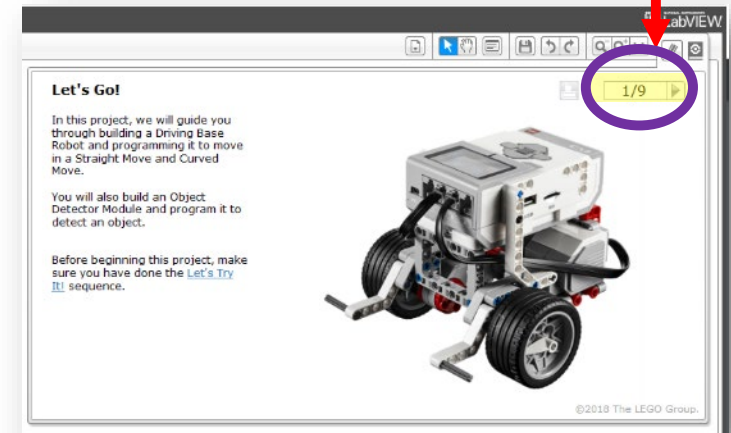 LabVIEW
Let's Go!
1/9
In this project, we will guide you
through building a Driving Base
Robot and programming it to move
in a Straight Move and Curved
Move.
You will also build an Object
Detector Module and program it to
detect an object.
Before beginning this project, make
sure you have done the Let's Try
It! sequence.
©2018 The LEGO Group.